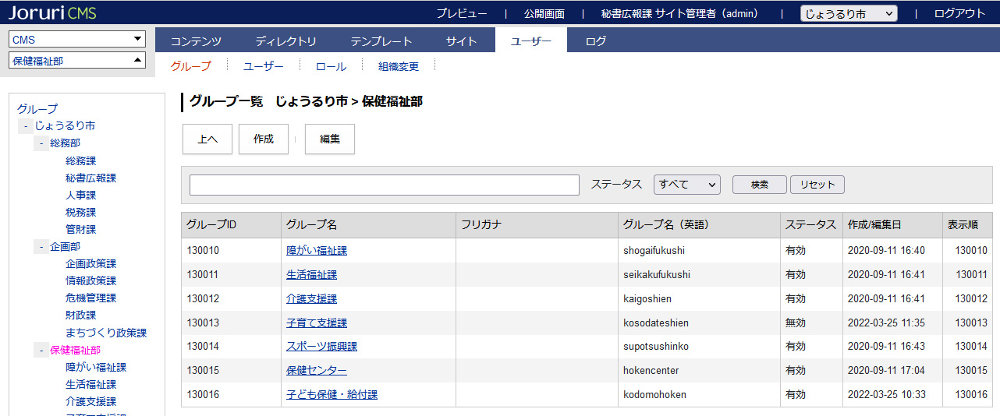 Joruri CMS
プレビュー | 公開画面 | 秘書広報課 サイト管理者（admin） | じょうるり市 | ログアウト
CMS
保健福祉部
コンテンツ ディレクトリ テンプレート サイト ユーザー ログ
グループ ユーザー ロール 組織変更
グループ
- じょうるり市
- 総務部
総務課
秘書広報課
人事課
税務課
管財課
- 企画部
企画政策課
情報政策課
危機管理課
財政課
まちづくり政策課
- 保健福祉部
障がい福祉課
生活福祉課
介護支援課
子育て支援課
グループ一覧 じょうるり市 > 保健福祉部
上へ 作成 編集
ステータス すべて 検索 リセット
グループID グループ名 フリガナ グループ名（英語） ステータス 作成/編集日 表示順
130010 障がい福祉課 shogaifukushi 有効 2020-09-11 16:40 130010
130011 生活福祉課 seikakufukushi 有効 2020-09-11 16:41 130011
130012 介護支援課 kaigoshien 有効 2020-09-11 16:41 130012
130013 子育て支援課 kosodateshien 無効 2022-03-25 11:35 130013
130014 スポーツ振興課 supotsushinko 有効 2020-09-11 16:43 130014
130015 保健センター hokencenter 有効 2020-09-11 17:04 130015
130016 子ども保健・給付課 kodomohoken 有効 2022-03-25 10:33 130016